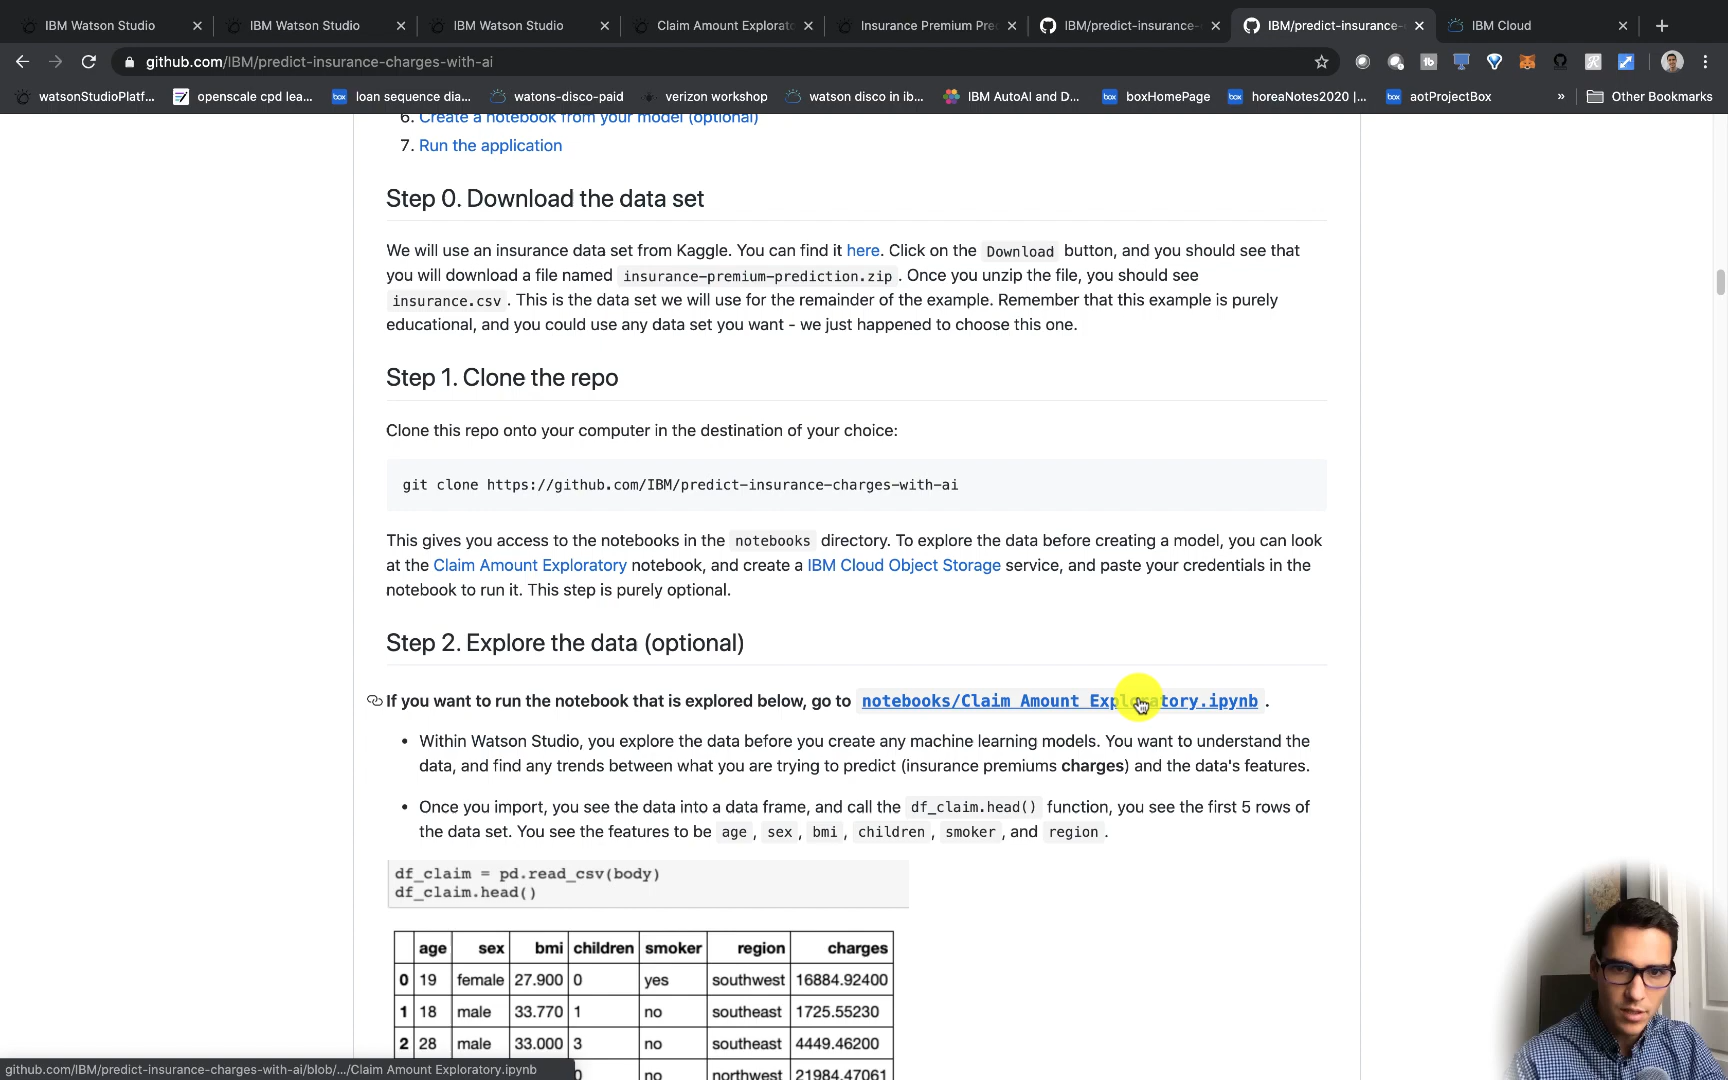 IBM Watson Studio
IBM Watson Studio
IBM Watson Studio
Claim Amount Explorato
Insurance Premium Pred
IBM/predict-insurance-
IBM/predict-insurance-
IBM Cloud
github.com/IBM/predict-insurance-charges-with-ai
watsonStudioPlatf...
openscale cpd lea...
loan sequence dia...
watons-disco-paid
verizon workshop
watson disco in ib...
IBM AutoAI and D...
boxHomePage
horeaNotes2020 |...
aotProjectBox
»
Other Bookmarks
6. Create a notebook from your model (optional)
7. Run the application
Step 0. Download the data set
We will use an insurance data set from Kaggle. You can find it here. Click on the Download button, and you should see that
you will download a file named insurance-premium-prediction.zip. Once you unzip the file, you should see
insurance.csv. This is the data set we will use for the remainder of the example. Remember that this example is purely
educational, and you could use any data set you want - we just happened to choose this one.
Step 1. Clone the repo
Clone this repo onto your computer in the destination of your choice:
git clone https://github.com/IBM/predict-insurance-charges-with-ai
This gives you access to the notebooks in the notebooks directory. To explore the data before creating a model, you can look
at the Claim Amount Exploratory notebook, and create a IBM Cloud Object Storage service, and paste your credentials in the
notebook to run it. This step is purely optional.
Step 2. Explore the data (optional)
If you want to run the notebook that is explored below, go to notebooks/Claim Amount Exploratory.ipynb.
• Within Watson Studio, you explore the data before you create any machine learning models. You want to understand the
data, and find any trends between what you are trying to predict (insurance premiums charges) and the data's features.
• Once you import, you see the data into a data frame, and call the df_claim.head() function, you see the first 5 rows of
the data set. You see the features to be age, sex, bmi, children, smoker, and region.
df_claim = pd.read_csv(body)
df_claim.head()
age sex bmi children smoker region charges
0 19 female 27.900 0 yes southwest 16884.92400
1 18 male 33.770 1 no southeast 1725.55230
2 28 male 33.000 3 no southeast 4449.46200
0 no northwest 21984.47061
github.com/IBM/predict-insurance-charges-with-ai/blob/.../Claim Amount Exploratory.ipynb